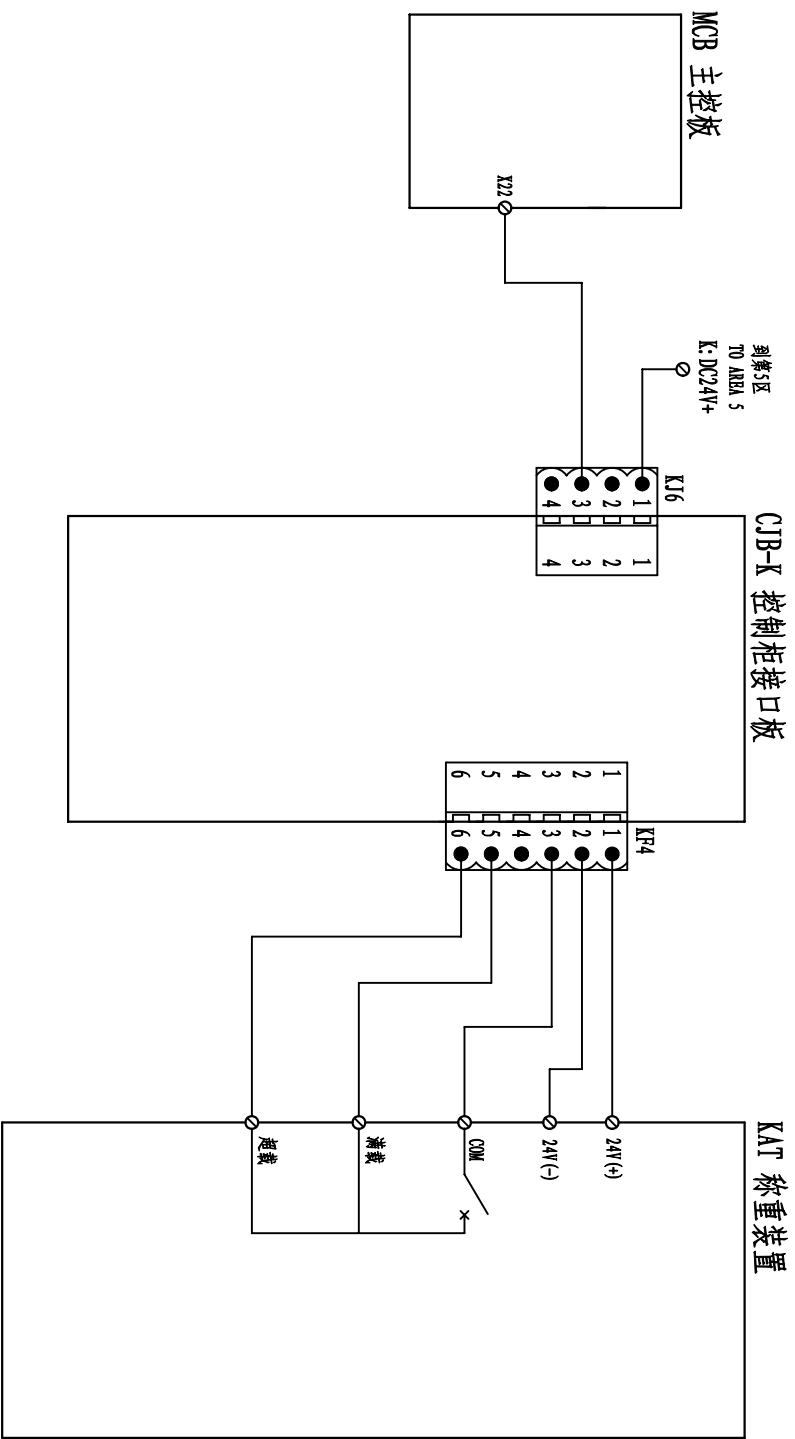 MCB 主控板
X22
到第5区
TO AREA 5
K: DC24V+
KJ6
1
2
3
4
1
2
3
4
CJB-K 控制柜接口板
1
2
3
4
5
6
KF4
1
2
3
4
5
6
KAT 称重装置
24V(+)
24V(-)
COM
满载
超载